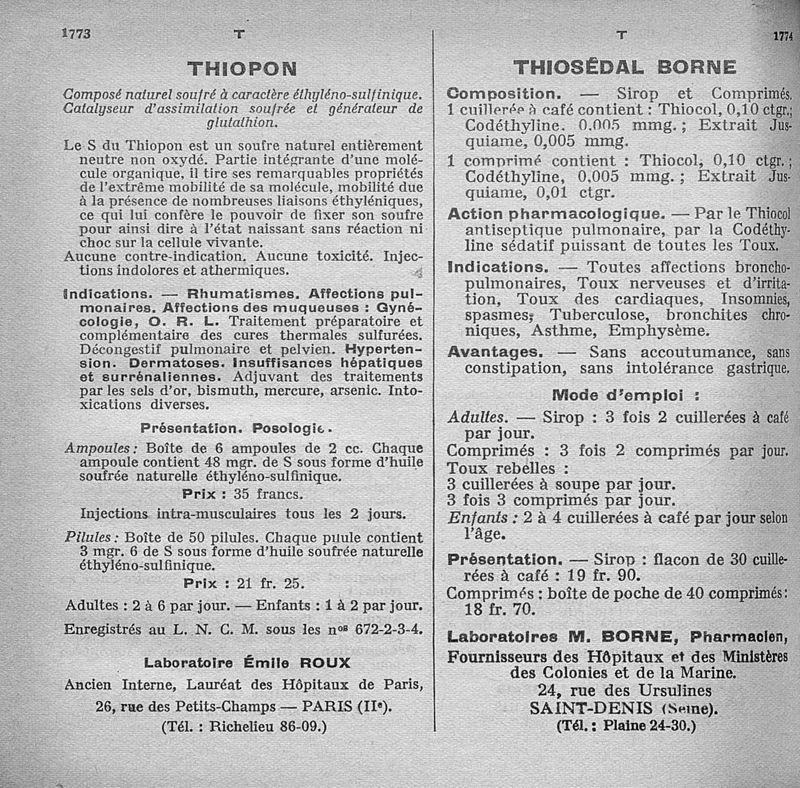 1773
T
THIOPON
Composé naturel soufré à caractère éthyléno-sulfinique.
Catalyseur d'assimilation soufrée et générateur de
glutathion.
Le S du Thiopon est un soufre naturel entièrement
neutre non oxydé. Partie intégrante d'une molé-
cule organique, il tire ses remarquables propriétés
de l'extrême mobilité de sa molécule, mobilité due
à la présence de nombreuses liaisons éthyléniques,
ce qui lui confère le pouvoir de fixer son soufre
pour ainsi dire à l'état naissant sans réaction ni
choc sur la cellule vivante.
Aucune contre-indication. Aucune toxicité. Injec-
tions indolores et athermiques.
Indications. — Rhumatismes. Affections pul-
monaires. Affections des muqueuses : Gyné-
cologie, O. R. L. Traitement préparatoire et
complémentaire des cures thermales sulfurées.
Décongestif pulmonaire et pelvien. Hyperten-
sion. Dermatoses. Insuffisances hépatiques
et surrénaliennes. Adjuvant des traitements
par les sels d'or, bismuth, mercure, arsenic. Into-
xications diverses.
Présentation. Posologie.
Ampoules : Boîte de 6 ampoules de 2 cc. Chaque
ampoule contient 48 mgr. de S sous forme d'huile
soufrée naturelle éthyléno-sulfinique.
Prix : 35 francs.
Injections intra-musculaires tous les 2 jours.
Pilules : Boîte de 50 pilules. Chaque pilule contient
3 mgr. 6 de S sous forme d'huile soufrée naturelle
éthyléno-sulfinique.
Prix : 21 fr. 25.
Adultes : 2 à 6 par jour. — Enfants : 1 à 2 par jour.
Enregistrés au L. N. C. M. sous les nos 672-2-3-4.
Laboratoire Émile ROUX
Ancien Interne, Lauréat des Hôpitaux de Paris,
26, rue des Petits-Champs — PARIS (IIe).
(Tél. : Richelieu 86-09.)
T
1774
THIOSÉDAL BORNE
Composition. — Sirop et Comprimés.
1 cuillerée à café contient : Thiocol, 0,10 ctgr.;
Codéthyline, 0.005 mmg. ; Extrait Jus-
quiame, 0,005 mmg.
1 comprimé contient : Thiocol, 0,10 ctgr. ;
Codéthyline, 0,005 mmg. ; Extrait Jus-
quiame, 0,01 ctgr.
Action pharmacologique. — Par le Thiocol
antiseptique pulmonaire, par la Codéthy-
line sédatif puissant de toutes les Toux.
Indications. — Toutes affections broncho-
pulmonaires, Toux nerveuses et d'irrita-
tion, Toux des cardiaques, Insomnies,
spasmes, Tuberculose, bronchites chro-
niques, Asthme, Emphysème.
Avantages. — Sans accoutumance, sans
constipation, sans intolérance gastrique.
Mode d'emploi :
Adultes. — Sirop : 3 fois 2 cuillerées à café
par jour.
Comprimés : 3 fois 2 comprimés par jour.
Toux rebelles :
3 cuillerées à soupe par jour.
3 fois 3 comprimés par jour.
Enfants : 2 à 4 cuillerées à café par jour selon
l'âge.
Présentation. — Sirop : flacon de 30 cuille-
rées à café : 19 fr. 90.
Comprimés : boîte de poche de 40 comprimés :
18 fr. 70.
Laboratoires M. BORNE, Pharmacien,
Fournisseurs des Hôpitaux et des Ministères
des Colonies et de la Marine.
24, rue des Ursulines
SAINT-DENIS (Seine).
(Tél. : Plaine 24-30.)